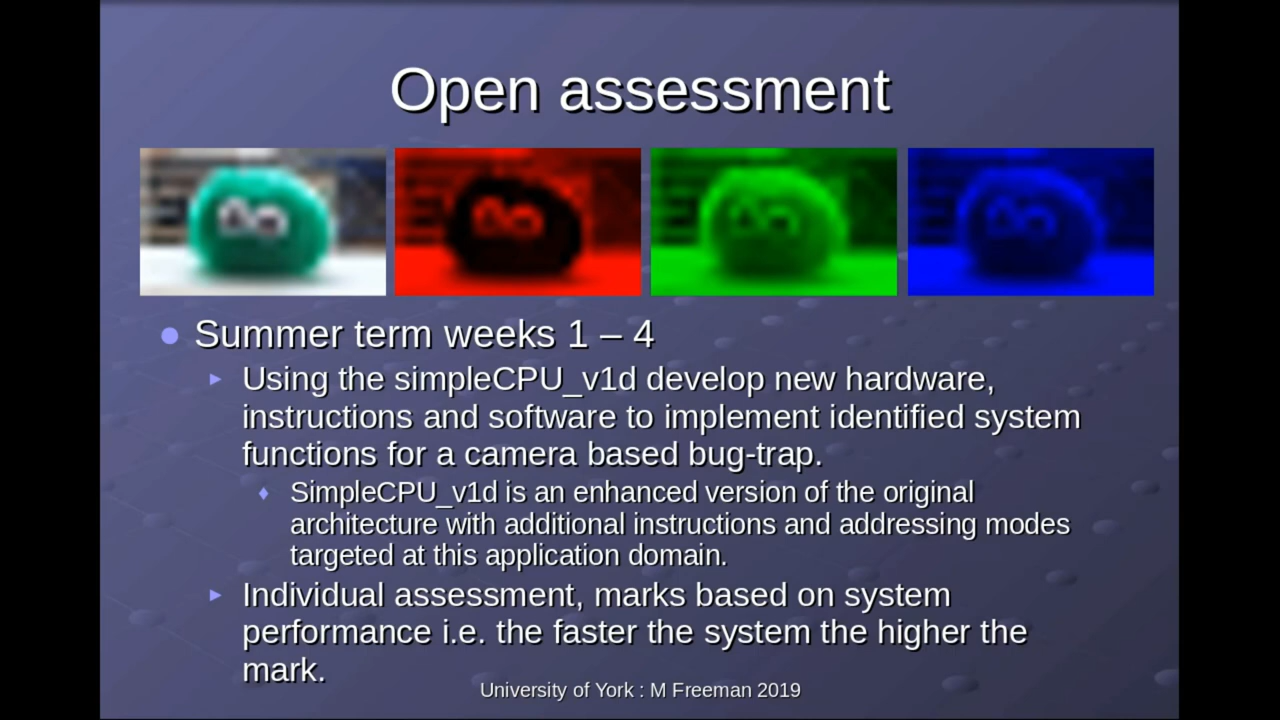 Open assessment
Summer term weeks 1 – 4
Using the simpleCPU_v1d develop new hardware,
instructions and software to implement identified system
functions for a camera based bug-trap.
SimpleCPU_v1d is an enhanced version of the original
architecture with additional instructions and addressing modes
targeted at this application domain.
Individual assessment, marks based on system
performance i.e. the faster the system the higher the
mark.
University of York : M Freeman 2019